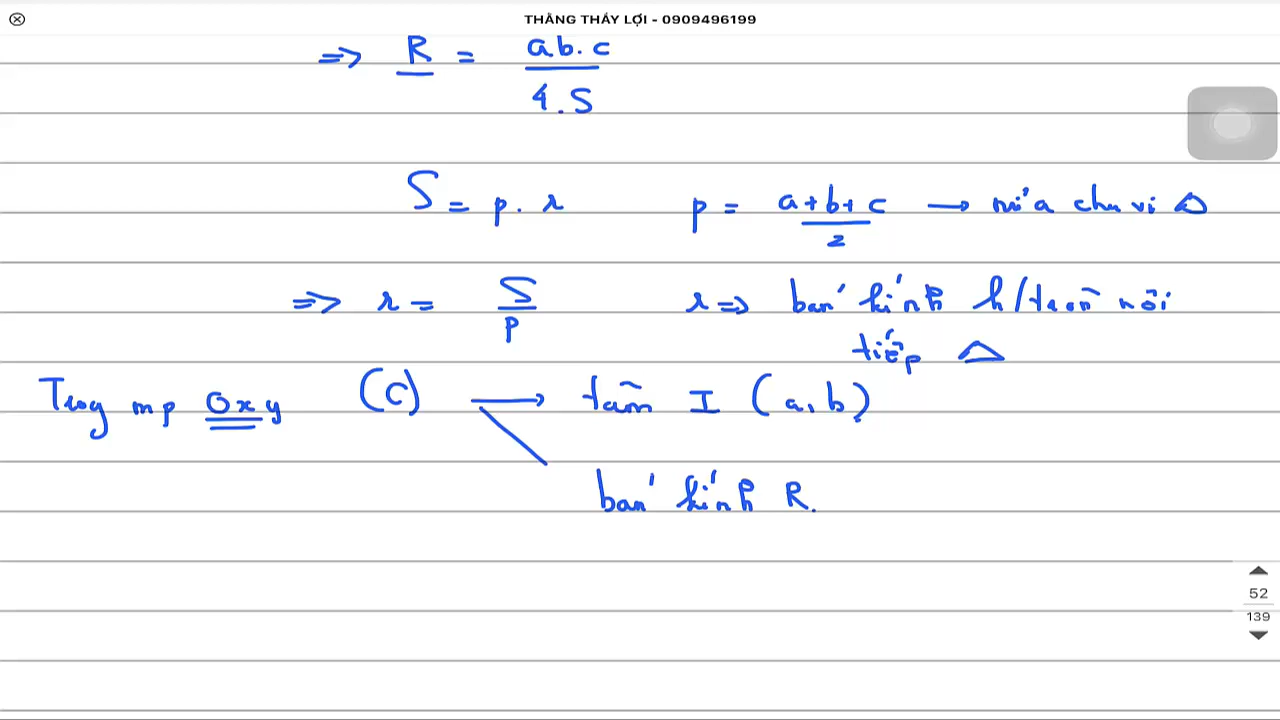 THẦNG THẦY LỢI - 0909496199
=> R = ab.c / 4.S
S = p.r p = a+b+c / 2 → nửa chu vi Δ
=> r = S / p r => bán kính h/tròn nội
tiếp Δ
Trong mp Oxy (C) → tâm I (a, b)
bán kính R.
52
139